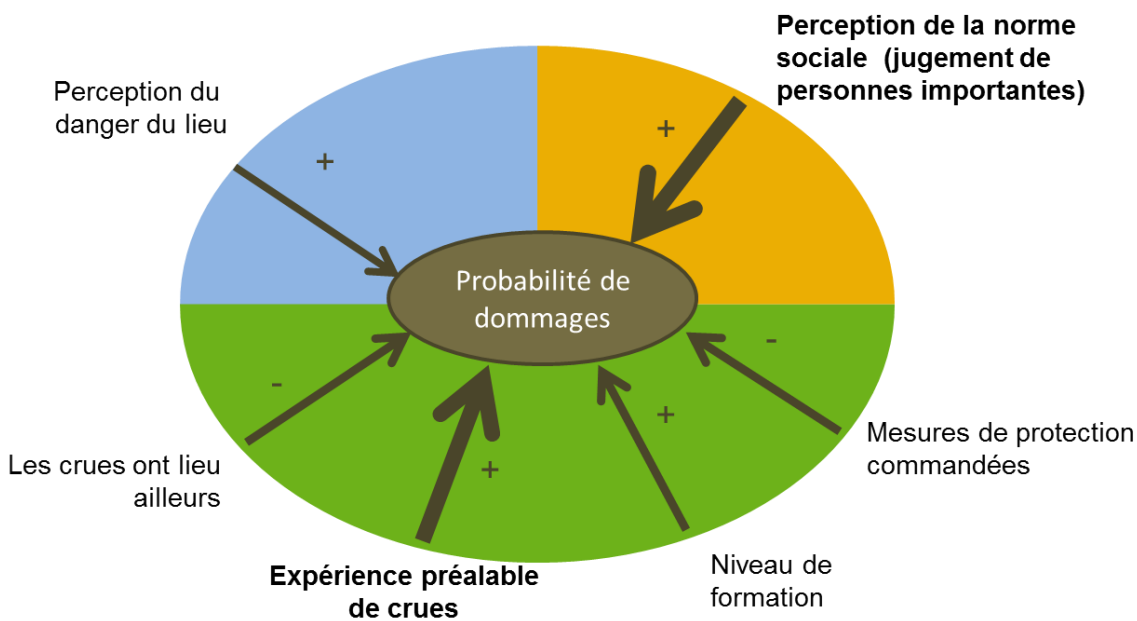 Perception de la norme
sociale (jugement de
personnes importantes)
Perception du
danger du lieu
+
+
Probabilité de
dommages
-
-
+
+
Les crues ont lieu
ailleurs
Mesures de protection
commandées
Expérience préalable
de crues
Niveau de
formation